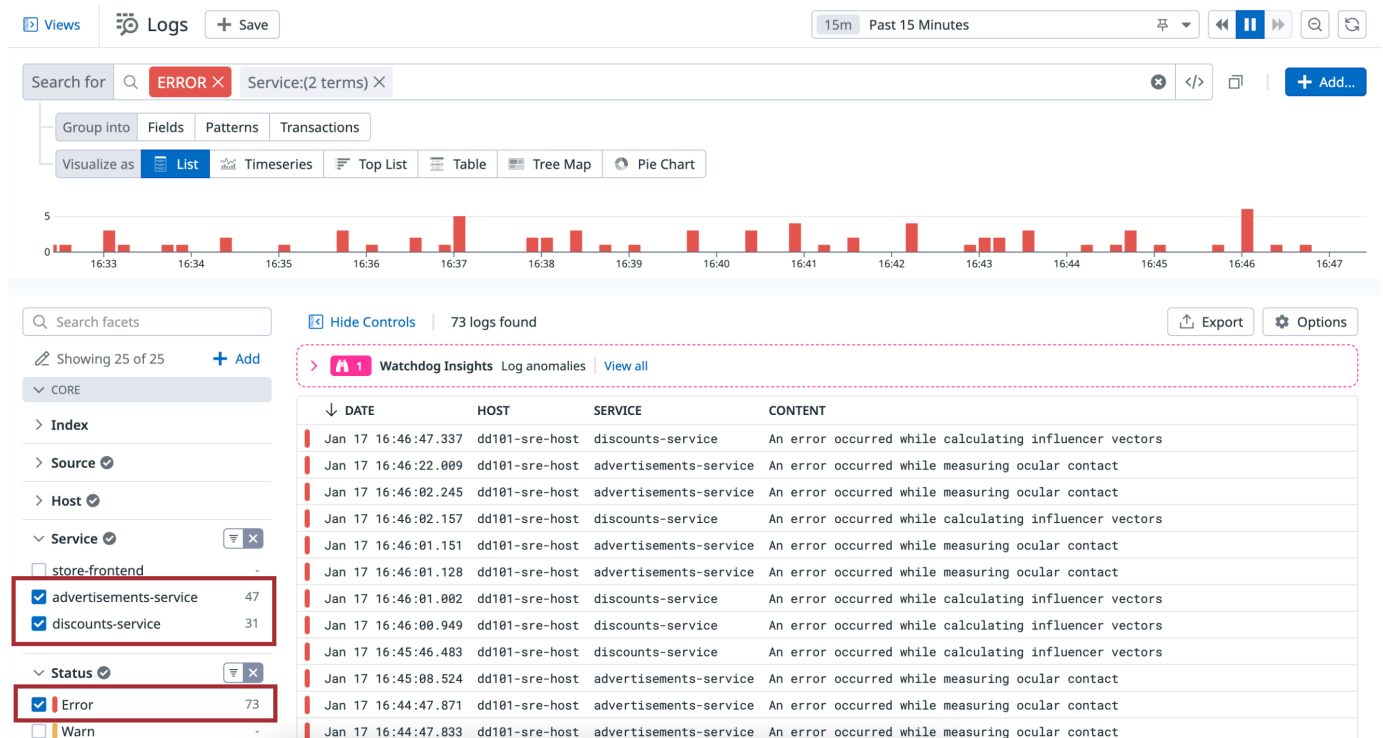 Views Logs + Save 15m Past 15 Minutes
Search for ERROR × Service:(2 terms) × </> + Add...
Group into Fields Patterns Transactions
Visualize as List Timeseries Top List Table Tree Map Pie Chart
5
0
16:33 16:34 16:35 16:36 16:37 16:38 16:39 16:40 16:41 16:42 16:43 16:44 16:45 16:46 16:47
Search facets
Showing 25 of 25 + Add
CORE
Index
Source
Host
Service
store-frontend -
advertisements-service 47
discounts-service 31
Status
Error 73
Warn -
Hide Controls 73 logs found Export Options
1 Watchdog Insights Log anomalies View all
DATE HOST SERVICE CONTENT
Jan 17 16:46:47.337 dd101-sre-host discounts-service An error occurred while calculating influencer vectors
Jan 17 16:46:22.009 dd101-sre-host advertisements-service An error occurred while measuring ocular contact
Jan 17 16:46:02.245 dd101-sre-host advertisements-service An error occurred while measuring ocular contact
Jan 17 16:46:02.157 dd101-sre-host discounts-service An error occurred while calculating influencer vectors
Jan 17 16:46:01.151 dd101-sre-host advertisements-service An error occurred while measuring ocular contact
Jan 17 16:46:01.128 dd101-sre-host advertisements-service An error occurred while measuring ocular contact
Jan 17 16:46:01.002 dd101-sre-host discounts-service An error occurred while calculating influencer vectors
Jan 17 16:46:00.949 dd101-sre-host discounts-service An error occurred while calculating influencer vectors
Jan 17 16:45:46.483 dd101-sre-host discounts-service An error occurred while calculating influencer vectors
Jan 17 16:45:08.524 dd101-sre-host advertisements-service An error occurred while measuring ocular contact
Jan 17 16:44:47.871 dd101-sre-host advertisements-service An error occurred while measuring ocular contact
Jan 17 16:44:47.833 dd101-sre-host advertisements-service An error occurred while measuring ocular contact